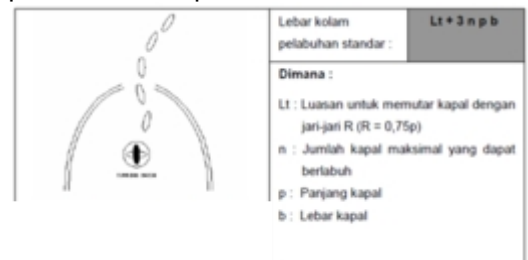 Lebar kolam
pelabuhan standar :
Lt + 3 n p b
Dimana :
Lt : Luasan untuk memutar kapal dengan
jari-jari R (R = 0,75p)
n : Jumlah kapal maksimal yang dapat
berlabuh
p : Panjang kapal
b : Lebar kapal